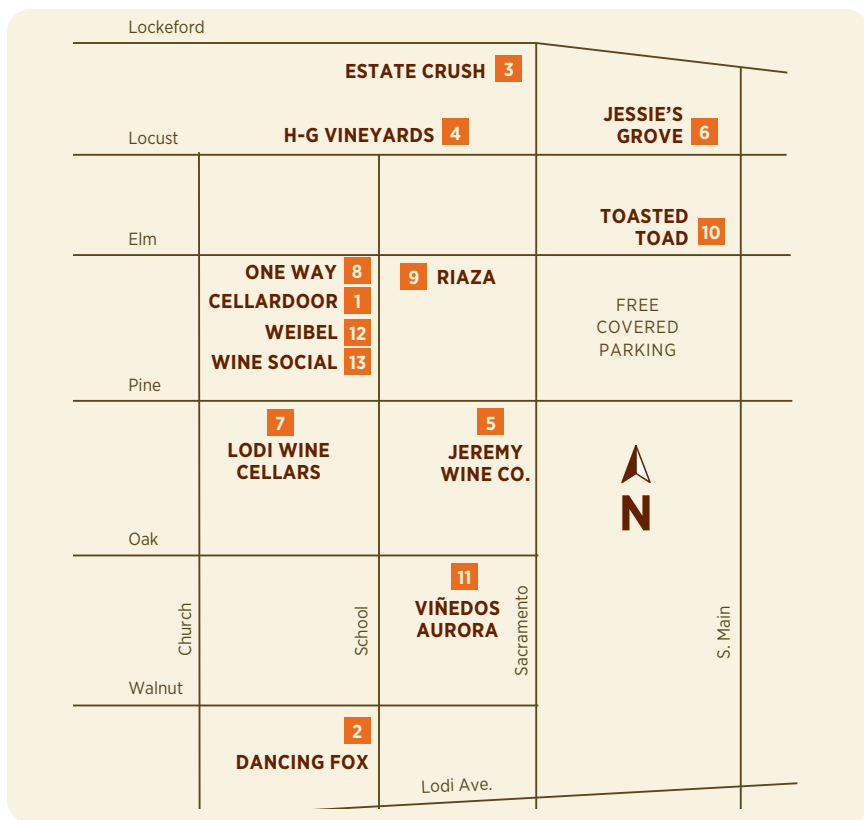 Lockeford
ESTATE CRUSH 3
JESSIE'S
GROVE 6
Locust
H-G VINEYARDS 4
TOASTED
TOAD 10
Elm
ONE WAY 8
9 RIAZA
CELLARDOOR 1
WEIBEL 12
WINE SOCIAL 13
FREE
COVERED
PARKING
Pine
7
LODI WINE
CELLARS
5
JEREMY
WINE CO.
N
Oak
11
VIÑEDOS
AURORA
Church
School
Sacramento
S. Main
Walnut
2
DANCING FOX
Lodi Ave.